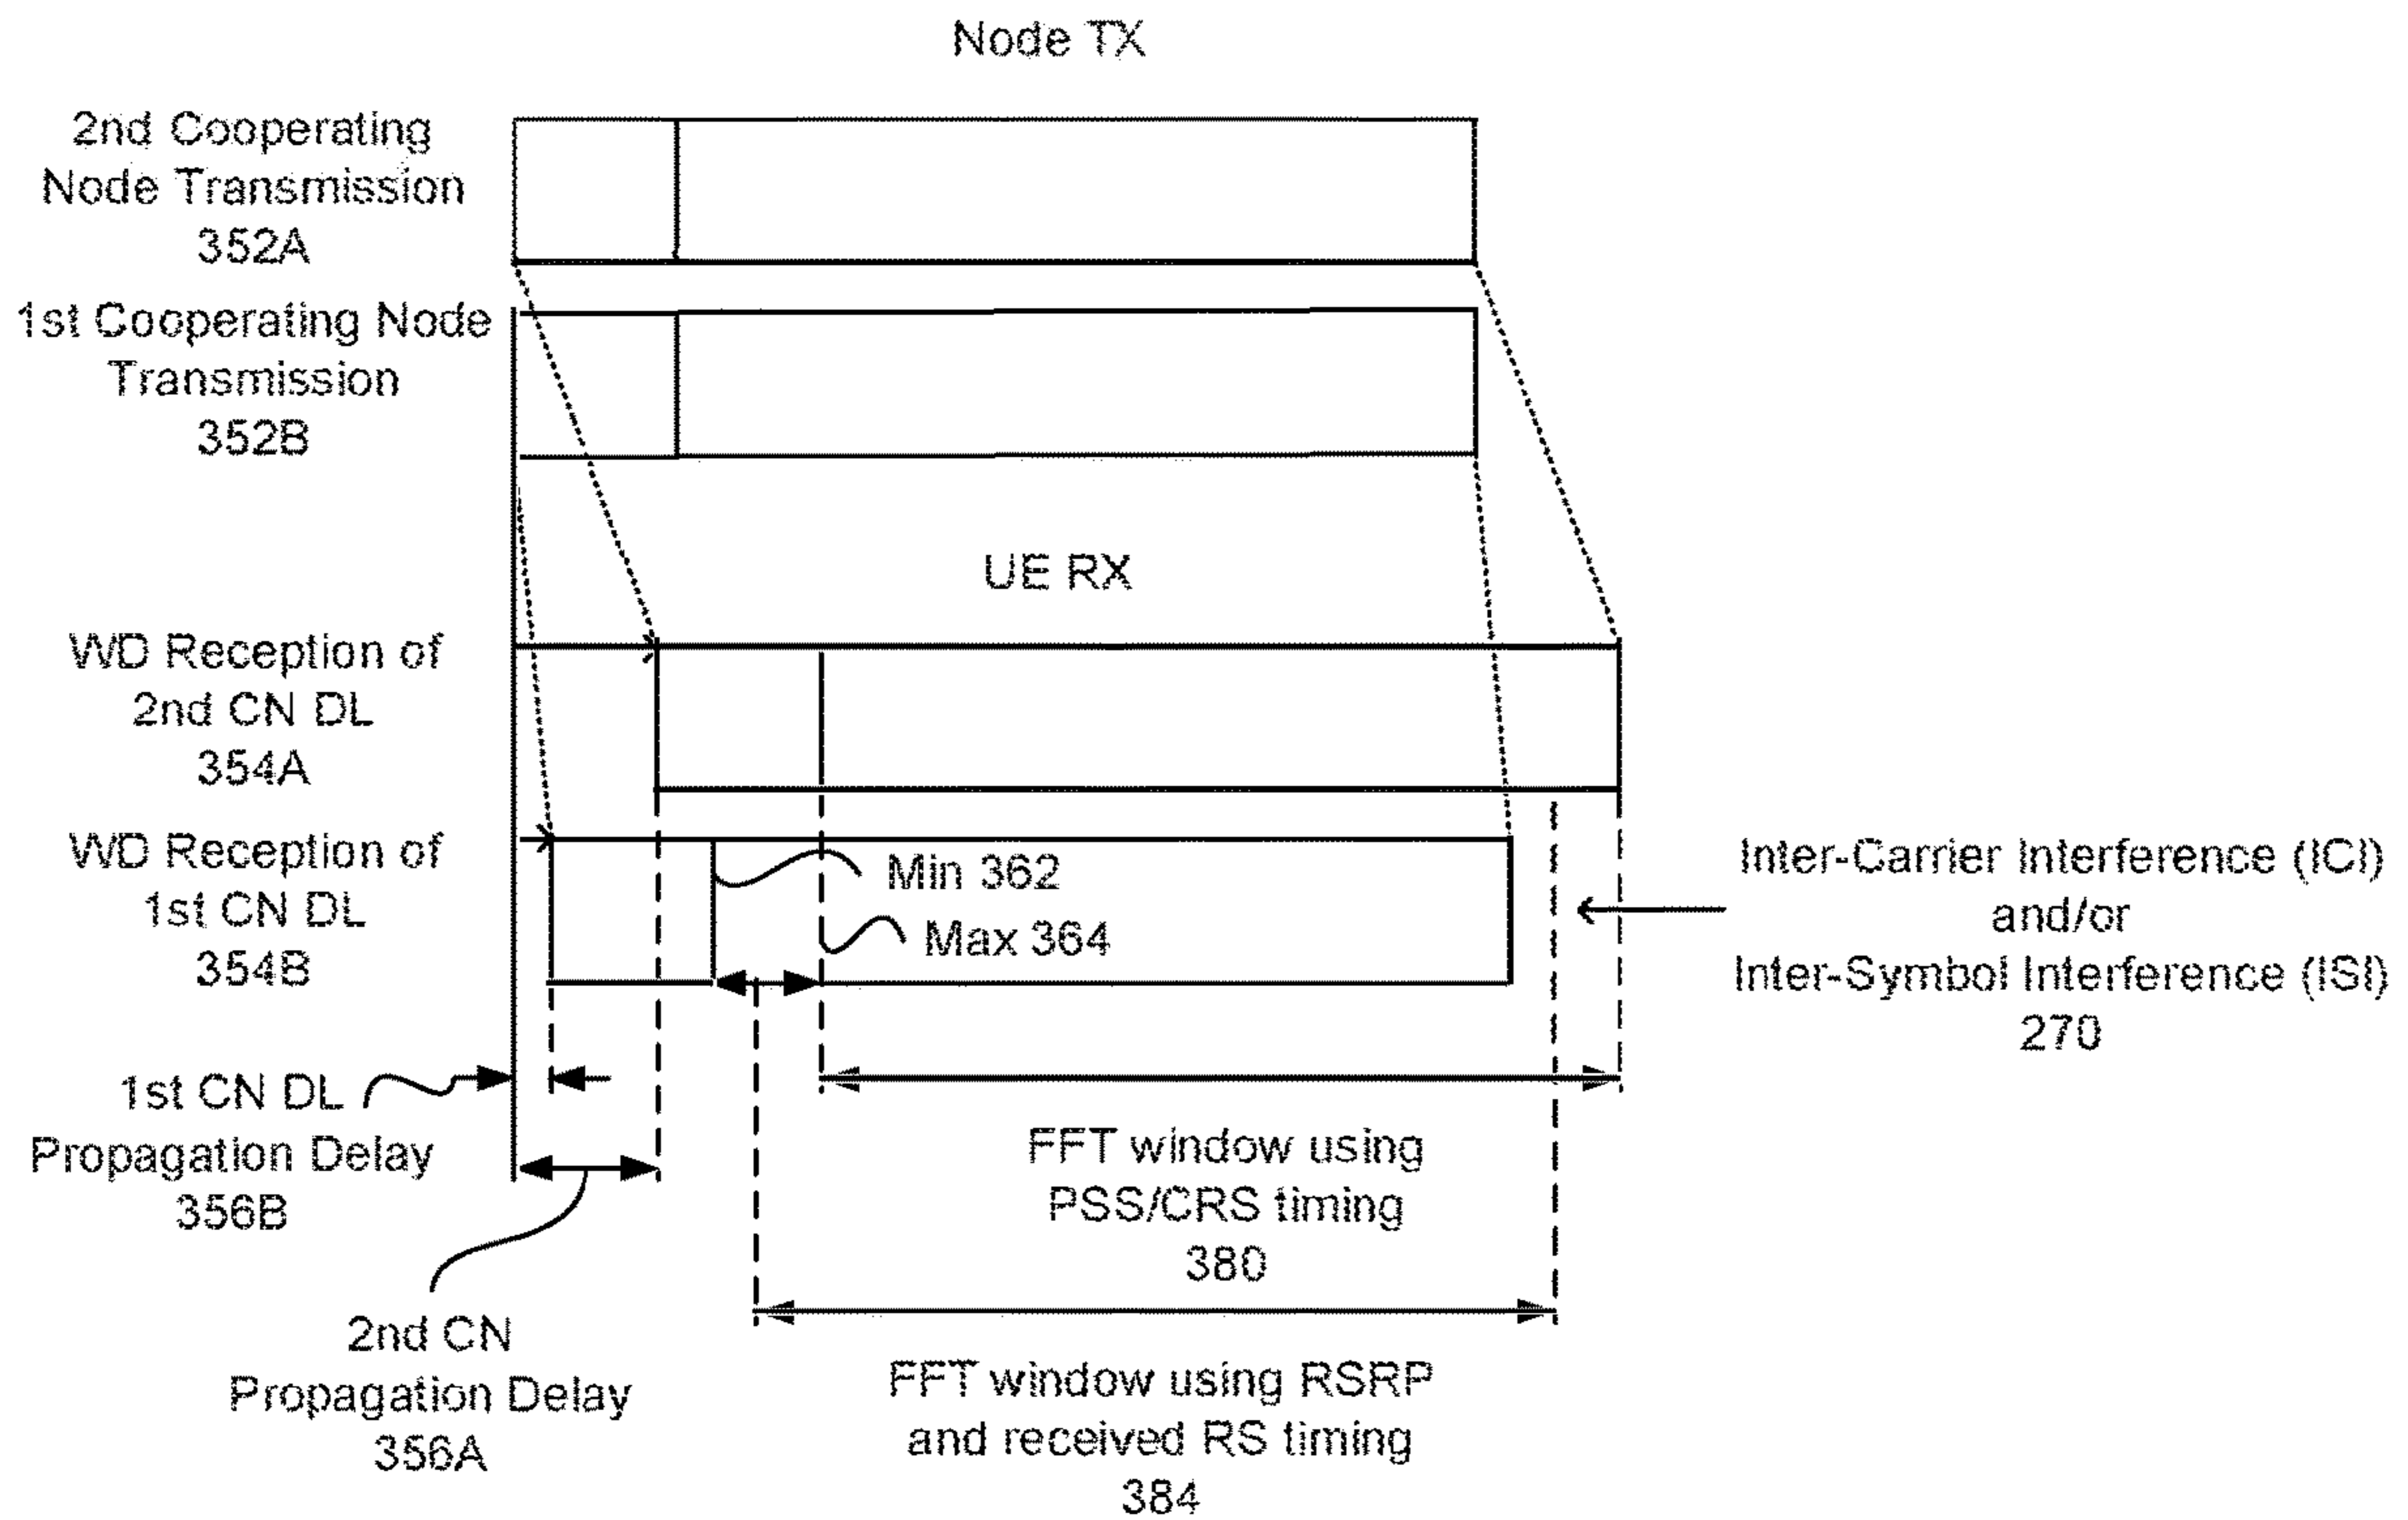 Node TX
2nd Cooperating
Node Transmission
352A
1st Cooperating Node
Transmission
352B
UE RX
WD Reception of
2nd CN DL
354A
WD Reception of
1st CN DL
354B
Min 362
Max 364
Inter-Carrier Interference (ICI)
and/or
Inter-Symbol Interference (ISI)
270
1st CN DL
Propagation Delay
356B
FFT window using
PSS/CRS timing
380
2nd CN
Propagation Delay
356A
FFT window using RSRP
and received RS timing
384